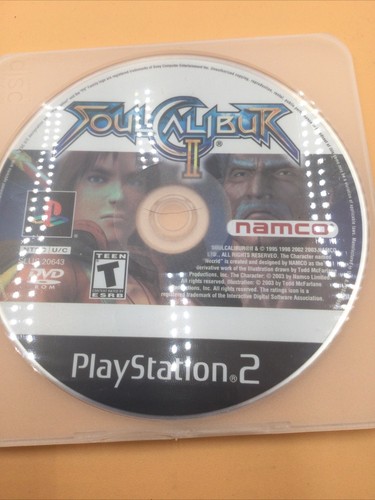 SOULCALIBUR
II
namco
NTSC U/C
20643
DVD
ROM
TEEN
T
ESRB
SOULCALIBUR® II & © 1995 1998 2002 2003 NAMCO
LTD., ALL RIGHTS RESERVED. The Character named
is created and designed by NAMCO as the
derivative work of the illustration drawn by Todd McFarlane
Productions, Inc. The Character: © 2003 by Namco Limited
All rights reserved. Illustration: © 2003 by Todd McFarlane
Productions, Inc. All rights reserved. The ratings icon is a
registered trademark of the Interactive Digital Software Association.
PlayStation®2
DISC